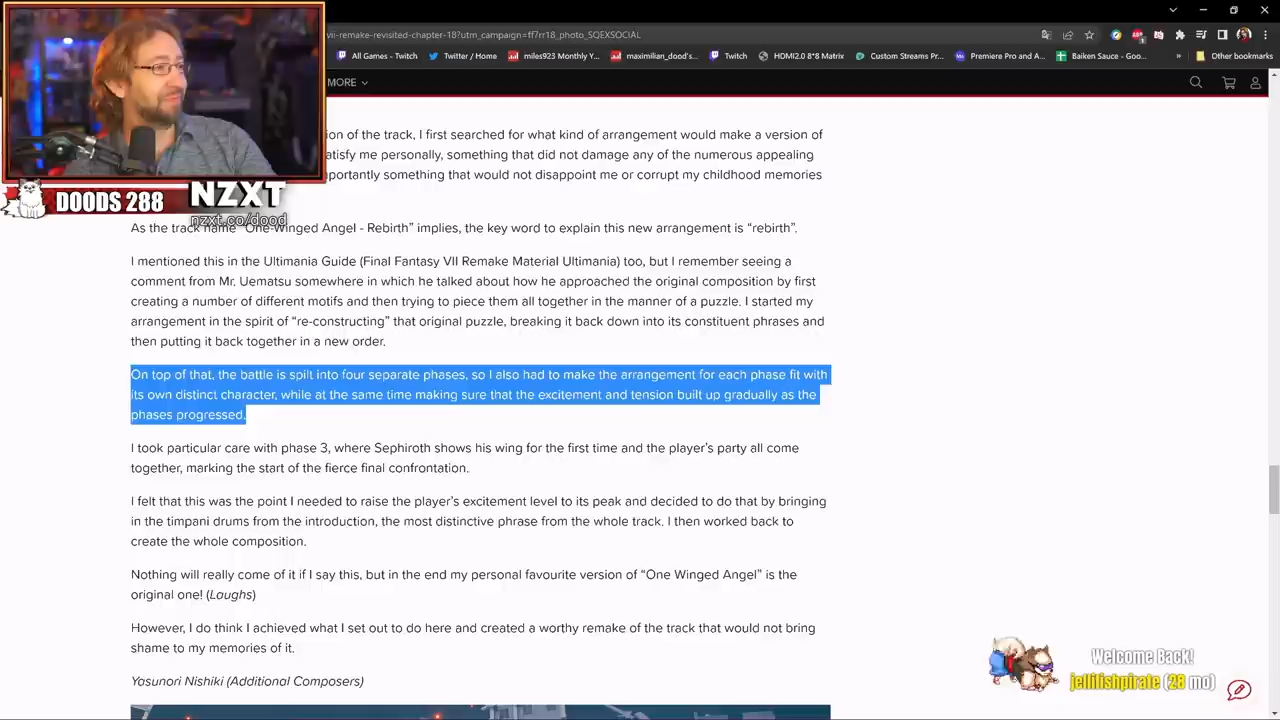 vii-remake-revisited-chapter-18?utm_campaign=ff7rr18_photo_SQEXSOCIAL
All Games - Twitch
Twitter / Home
miles923 Monthly Y...
maximilian_dood's...
Twitch
HDMI2.0 8*8 Matrix
Custom Streams Pr...
Premiere Pro and A...
Baiken Sauce - Goo...
Other bookmarks
MORE
ion of the track, I first searched for what kind of arrangement would make a version of
atisfy me personally, something that did not damage any of the numerous appealing
portantly something that would not disappoint me or corrupt my childhood memories
DOODS 288
NZXT
nzxt.co/dood
As the track name “One-Winged Angel - Rebirth” implies, the key word to explain this new arrangement is “rebirth”.
I mentioned this in the Ultimania Guide (Final Fantasy VII Remake Material Ultimania) too, but I remember seeing a
comment from Mr. Uematsu somewhere in which he talked about how he approached the original composition by first
creating a number of different motifs and then trying to piece them all together in the manner of a puzzle. I started my
arrangement in the spirit of “re-constructing” that original puzzle, breaking it back down into its constituent phrases and
then putting it back together in a new order.
On top of that, the battle is spilt into four separate phases, so I also had to make the arrangement for each phase fit with
its own distinct character, while at the same time making sure that the excitement and tension built up gradually as the
phases progressed.
I took particular care with phase 3, where Sephiroth shows his wing for the first time and the player’s party all come
together, marking the start of the fierce final confrontation.
I felt that this was the point I needed to raise the player’s excitement level to its peak and decided to do that by bringing
in the timpani drums from the introduction, the most distinctive phrase from the whole track. I then worked back to
create the whole composition.
Nothing will really come of it if I say this, but in the end my personal favourite version of “One Winged Angel” is the
original one! (Laughs)
However, I do think I achieved what I set out to do here and created a worthy remake of the track that would not bring
shame to my memories of it.
Yasunori Nishiki (Additional Composers)
Welcome Back!
jellifishpirate (28 mo)